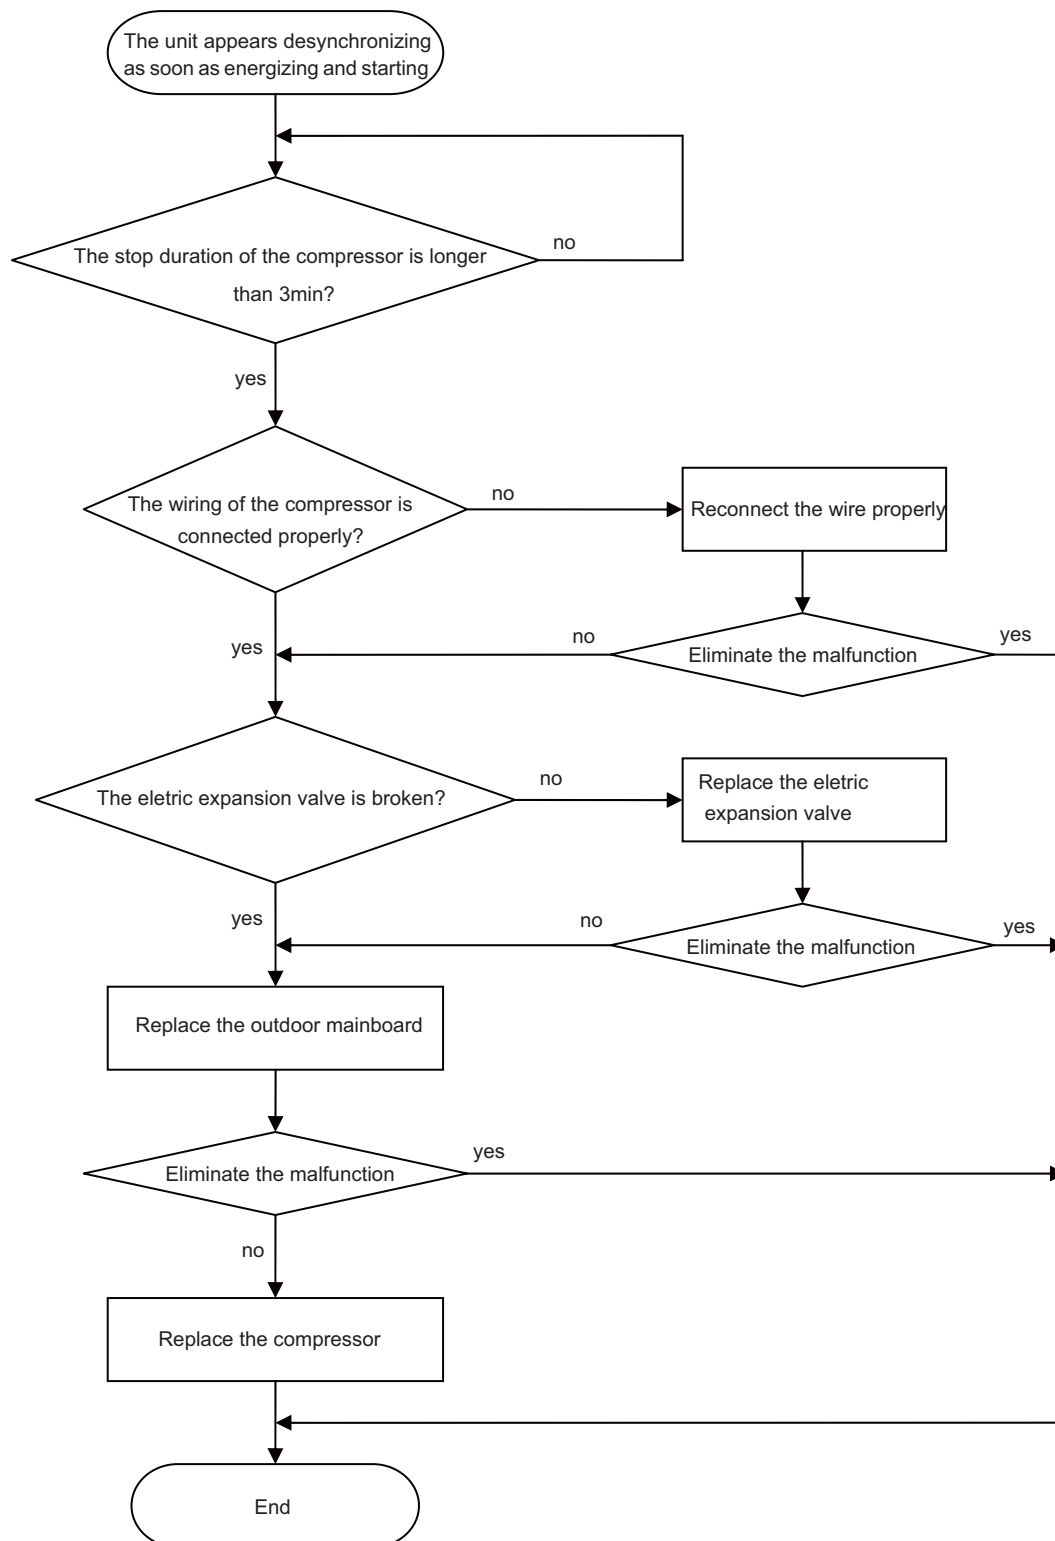 The unit appears desynchronizing
as soon as energizing and starting
The stop duration of the compressor is longer
than 3min?
no
yes
The wiring of the compressor is
connected properly?
no
Reconnect the wire properly
yes
no
Eliminate the malfunction
yes
The eletric expansion valve is broken?
no
Replace the eletric
expansion valve
yes
no
Eliminate the malfunction
yes
Replace the outdoor mainboard
Eliminate the malfunction
yes
no
Replace the compressor
End